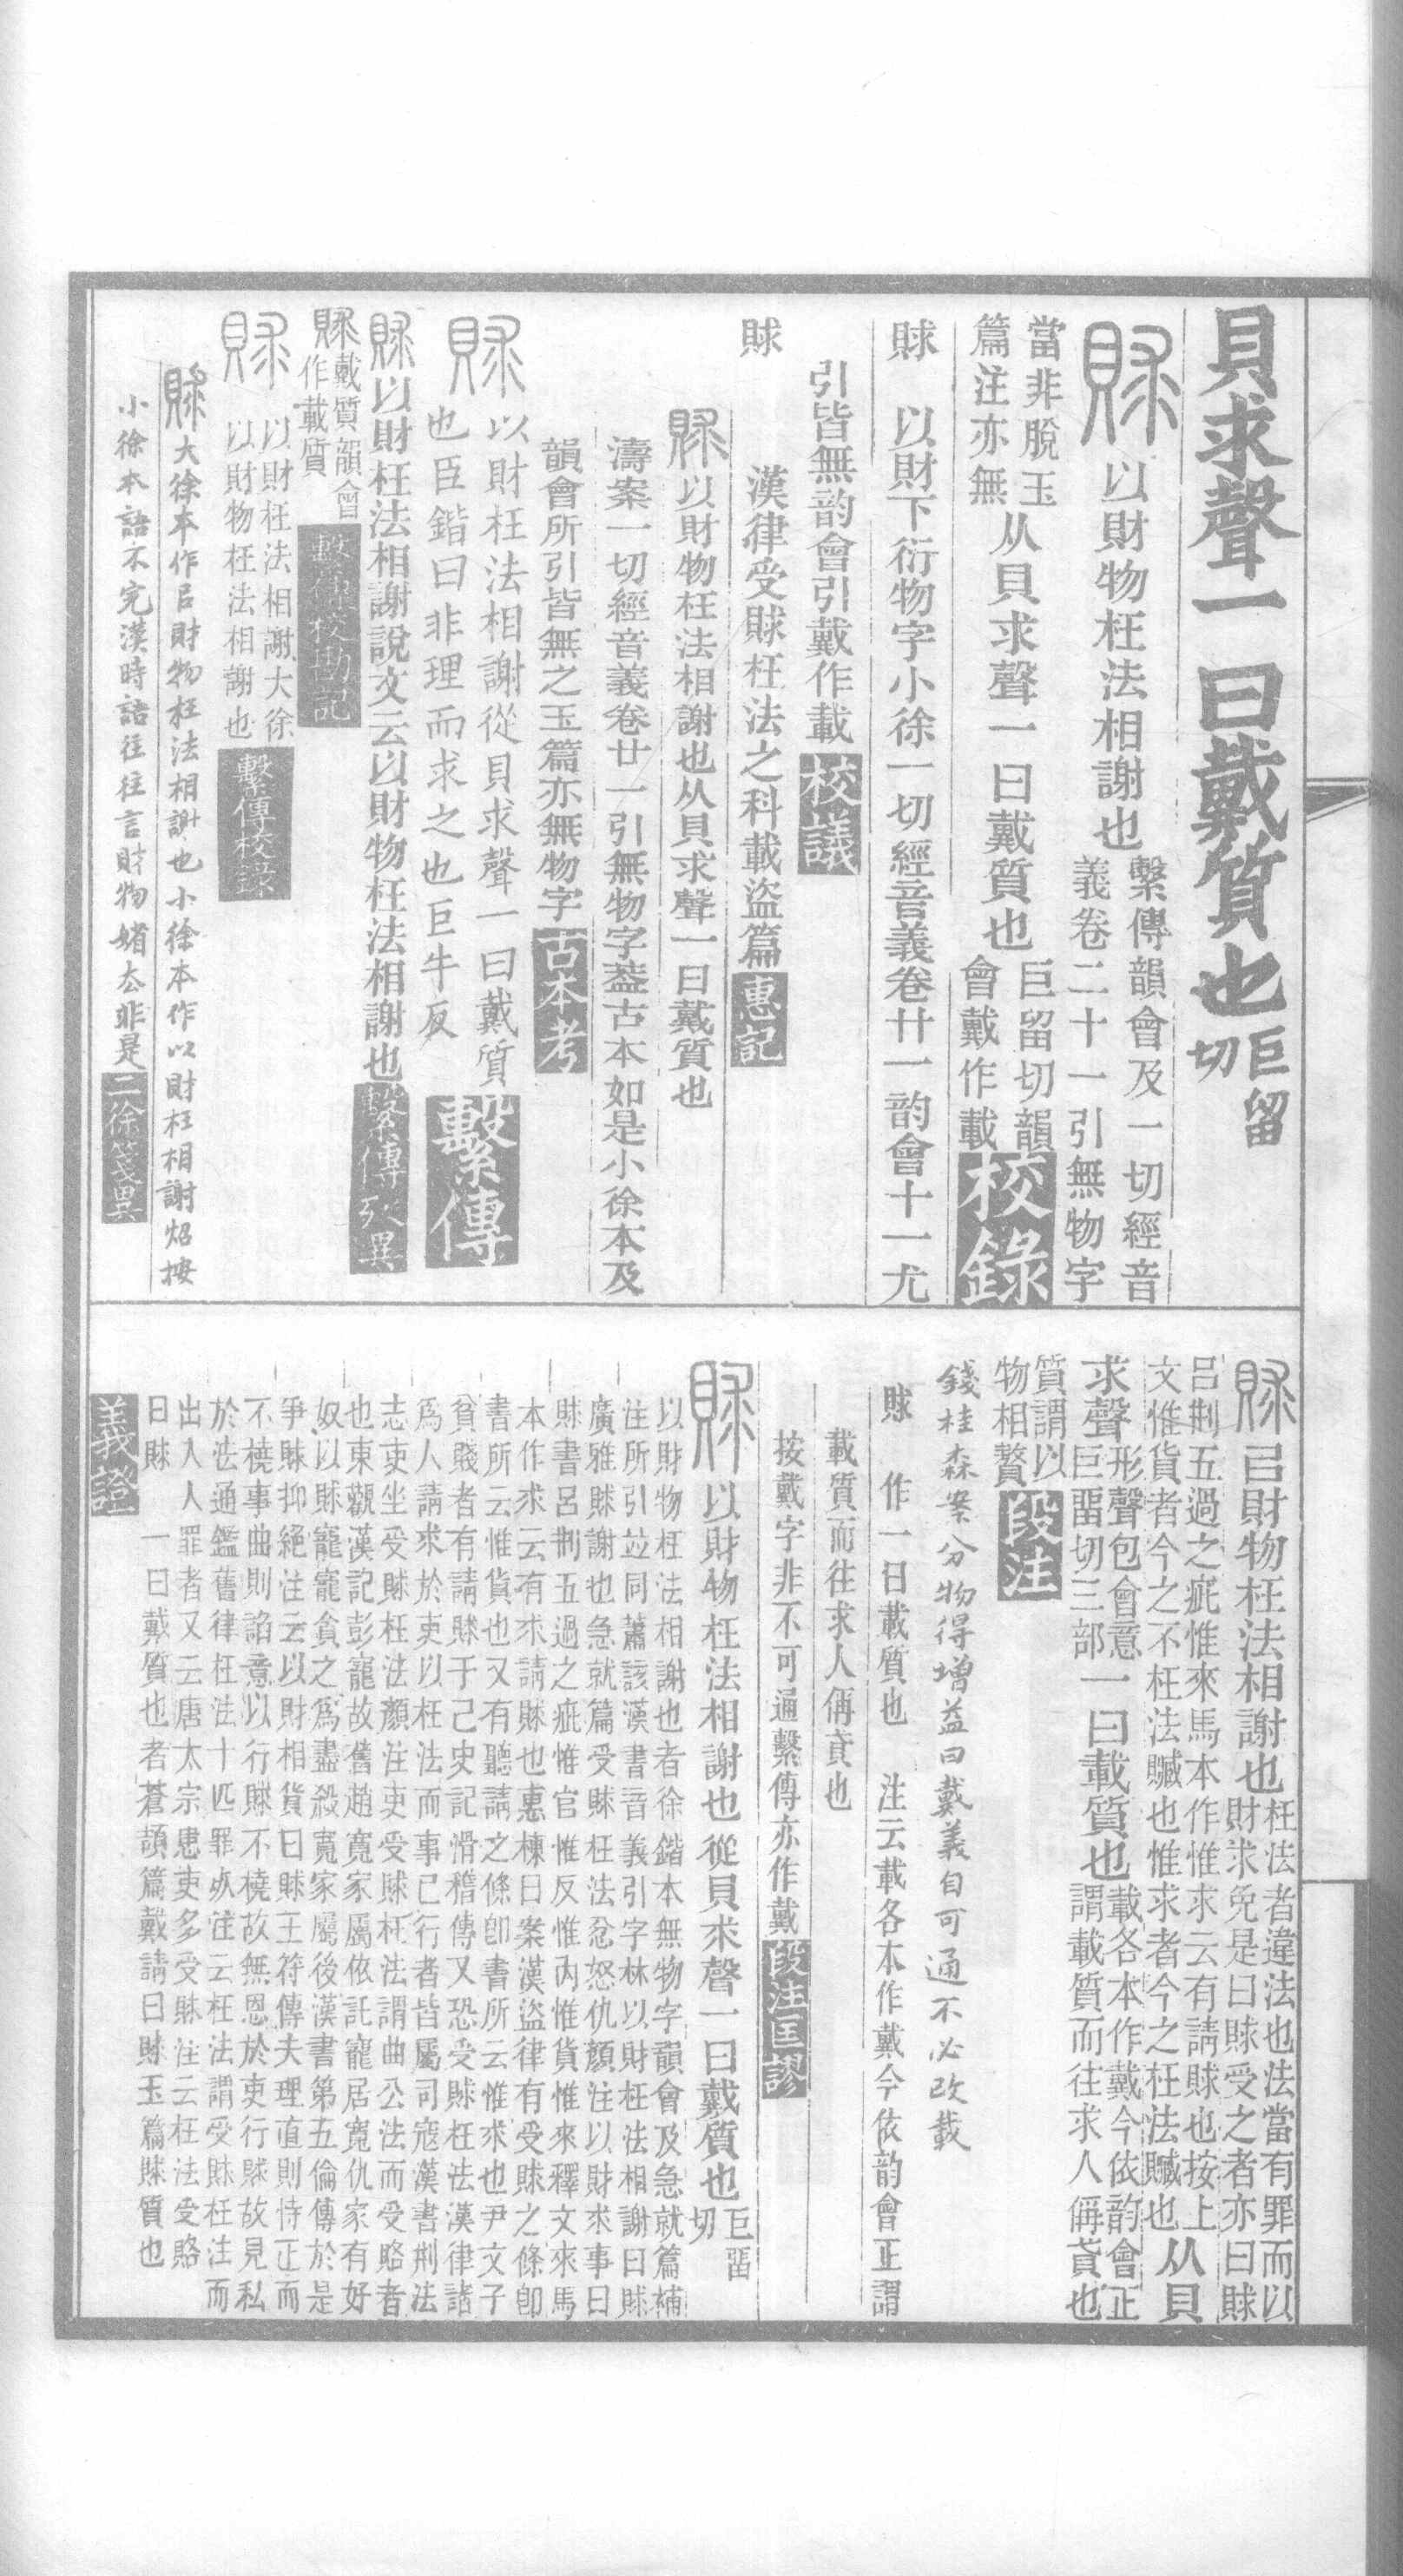 貝求聲一曰戴質也巨留切
賕以財物枉法相謝也繫傳韻會及一切經音義卷二十一引無物字
當非脫玉篇注亦無从貝求聲一曰戴質也巨留切韻會戴作載校錄
賕 以財下衍物字小徐一切經音義卷廿一韵會十一尤
引皆無韵會引戴作載校議
賕 漢律受賕枉法之科載盜篇惠記
賕以財物枉法相謝也从貝求聲一曰戴質也
濤案一切經音義卷廿一引無物字葢古本如是小徐本及
韻會所引皆無之玉篇亦無物字古本考
賕以財枉法相謝從貝求聲一曰戴質
也臣鍇曰非理而求之也巨牛反繫傳
賕以財枉法相謝說文云以財物枉法相謝也繫傳攷異
賕戴質韻會作載質繫傳校勘記
賕以財枉法相謝大徐以財物枉法相謝也繫傳校錄
賕大徐本作㠯財物枉法相謝也小徐本作以財枉相謝炤按
小徐本語不完漢時語往往言財物媘厺非是二徐箋異
賕㠯財物枉法相謝也枉法者違法也法當有罪而以財求免是曰賕受之者亦曰賕
呂㓝五過之疵惟來馬本作惟求云有請賕也按上文惟貨者今之不枉法贓也惟求者今之枉法贓也从貝
求聲形聲包會意巨畱切三部一曰載質也載各本作戴今依韵會正謂載質而往求人偁貣也
質謂以物相贅段注
錢桂森案分物得增益曰戴義自可通不必改載
賕 作一曰載質也 注云載各本作戴今依韵會正謂
載質而往求人偁貣也
按戴字非不可通繫傳亦作戴段注匡謬
賕以財物枉法相謝也從貝求聲一曰戴質也巨畱切
以財物枉法相謝也者徐鍇本無物字韻會及急就篇補
注所引竝同蕭該漢書音義引字林以財枉法相謝曰賕
廣雅賕謝也急就篇受賕枉法忿怒仇顏注以財求事曰
賕書呂㓝五過之疵惟官惟反惟內惟貨惟來釋文來馬
本作求云有求請賕也惠棟曰案漢盜律有受賕之條卽
書所云惟貨也又有聽請之條卽書所云惟求也尹文子
貧賤者有請賕于己史記滑稽傳又恐受賕枉法漢律諸
爲人請求於吏以枉法而事已行者皆屬司寇漢書刑法
志吏坐受賕枉法顏注吏受賕枉法謂曲公法而受賂者
也東觀漢記彭寵故舊趙寬家屬依託寵居寬仇家有好
奴以賕寵寵貪之爲盡殺寬家屬後漢書第五倫傳於是
爭賕抑絕注云以財相貨曰賕王符傳夫理直則恃正而
不橈事曲則諂意以行賕不橈故無恩於吏行賕故見私
於法通鑑舊律枉法十匹罪死注云枉法謂受賕枉法而
出入人罪者又云唐太宗患吏多受賕注云枉法受賂
曰賕 一曰戴質也者蒼頡篇戴請曰賕玉篇賕質也
義證